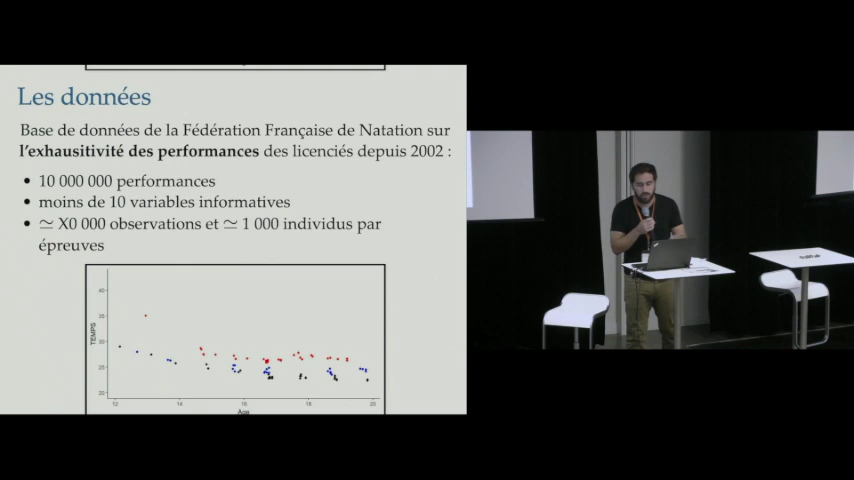 Les données
Base de données de la Fédération Française de Natation sur
l'exhausitivité des performances des licenciés depuis 2002 :
• 10 000 000 performances
• moins de 10 variables informatives
• ≃ X0 000 observations et ≃ 1 000 individus par
épreuves
TEMPS
40
35
30
25
20
12
14
16
18
20
Age